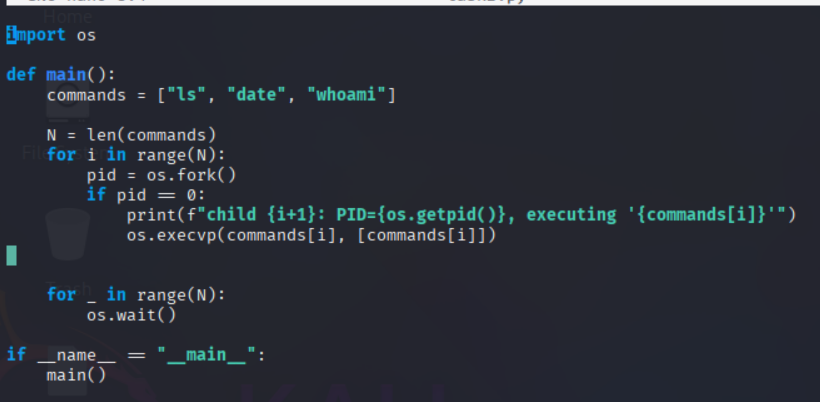 import os

def main():
    commands = ["ls", "date", "whoami"]

    N = len(commands)
    for i in range(N):
        pid = os.fork()
        if pid == 0:
            print(f"child {i+1}: PID={os.getpid()}, executing '{commands[i]}'")
            os.execvp(commands[i], [commands[i]])

    for _ in range(N):
        os.wait()

if __name__ == "__main__":
    main()